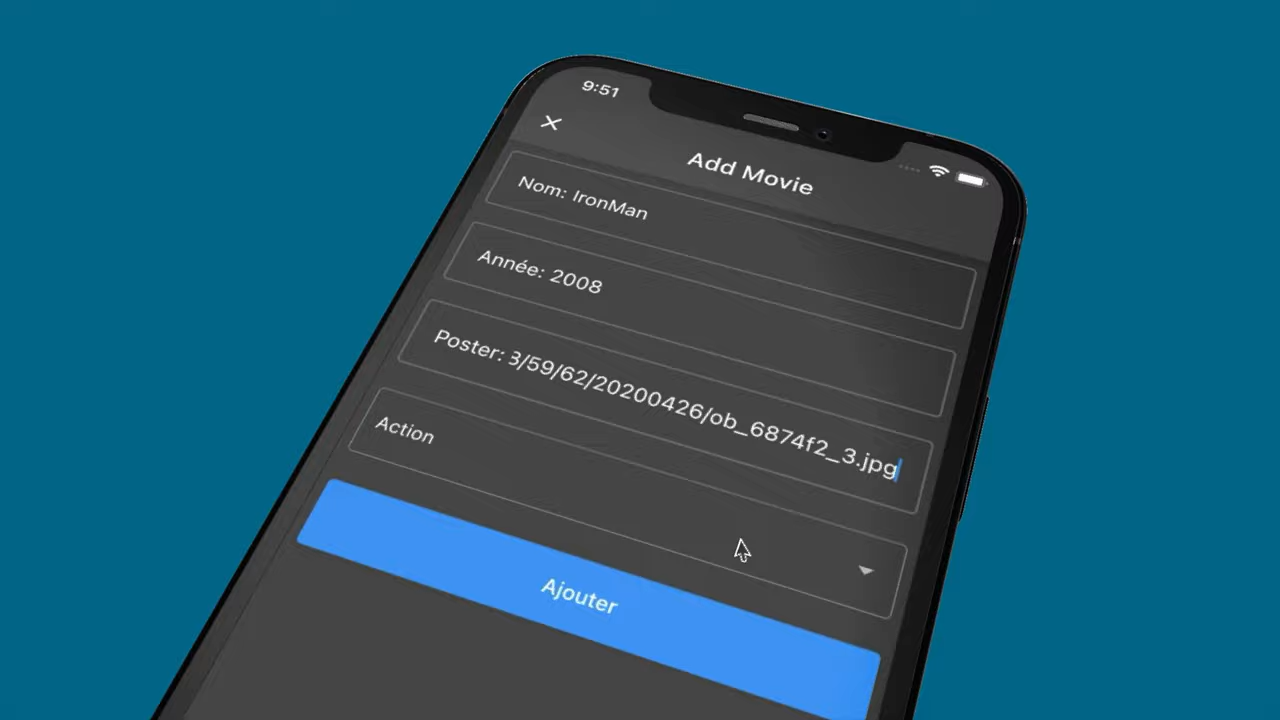 9:51
Add Movie
Nom: IronMan
Année: 2008
Poster: 3/59/62/20200426/ob_6874f2_3.jpg
Action
Ajouter